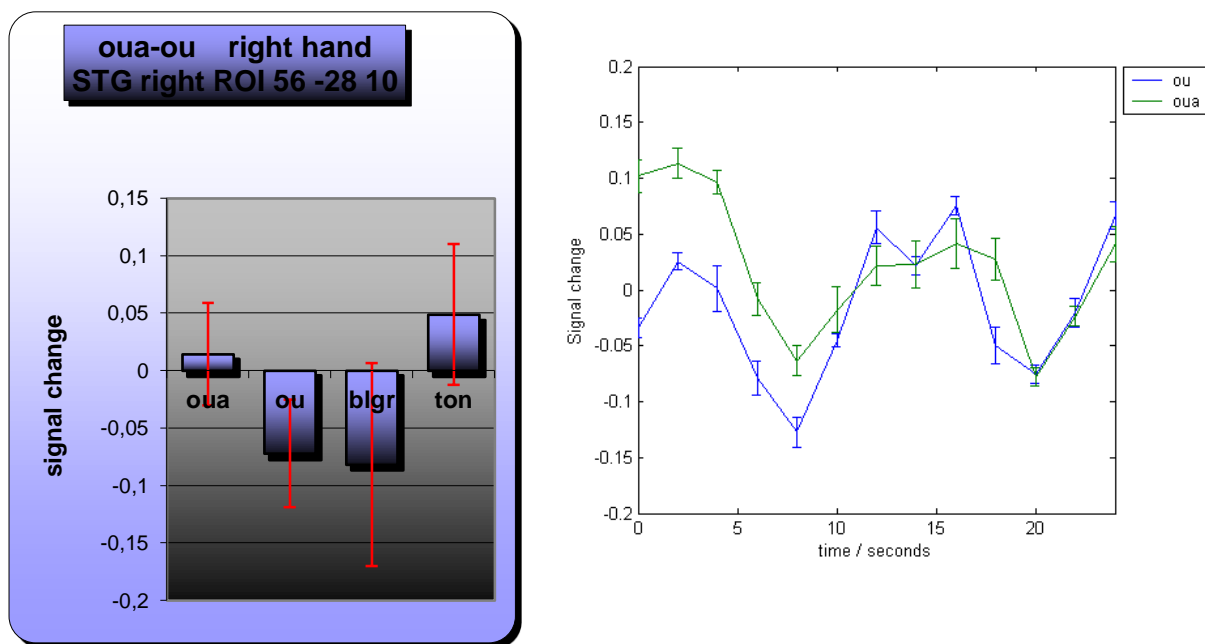 oua-ou right hand
STG right ROI 56 -28 10
signal change
0,15
0,1
0,05
0
-0,05
-0,1
-0,15
-0,2
oua ou blgr ton
ou
oua
Signal change
0.2
0.15
0.1
0.05
0
-0.05
-0.1
-0.15
-0.2
0 5 10 15 20
time / seconds